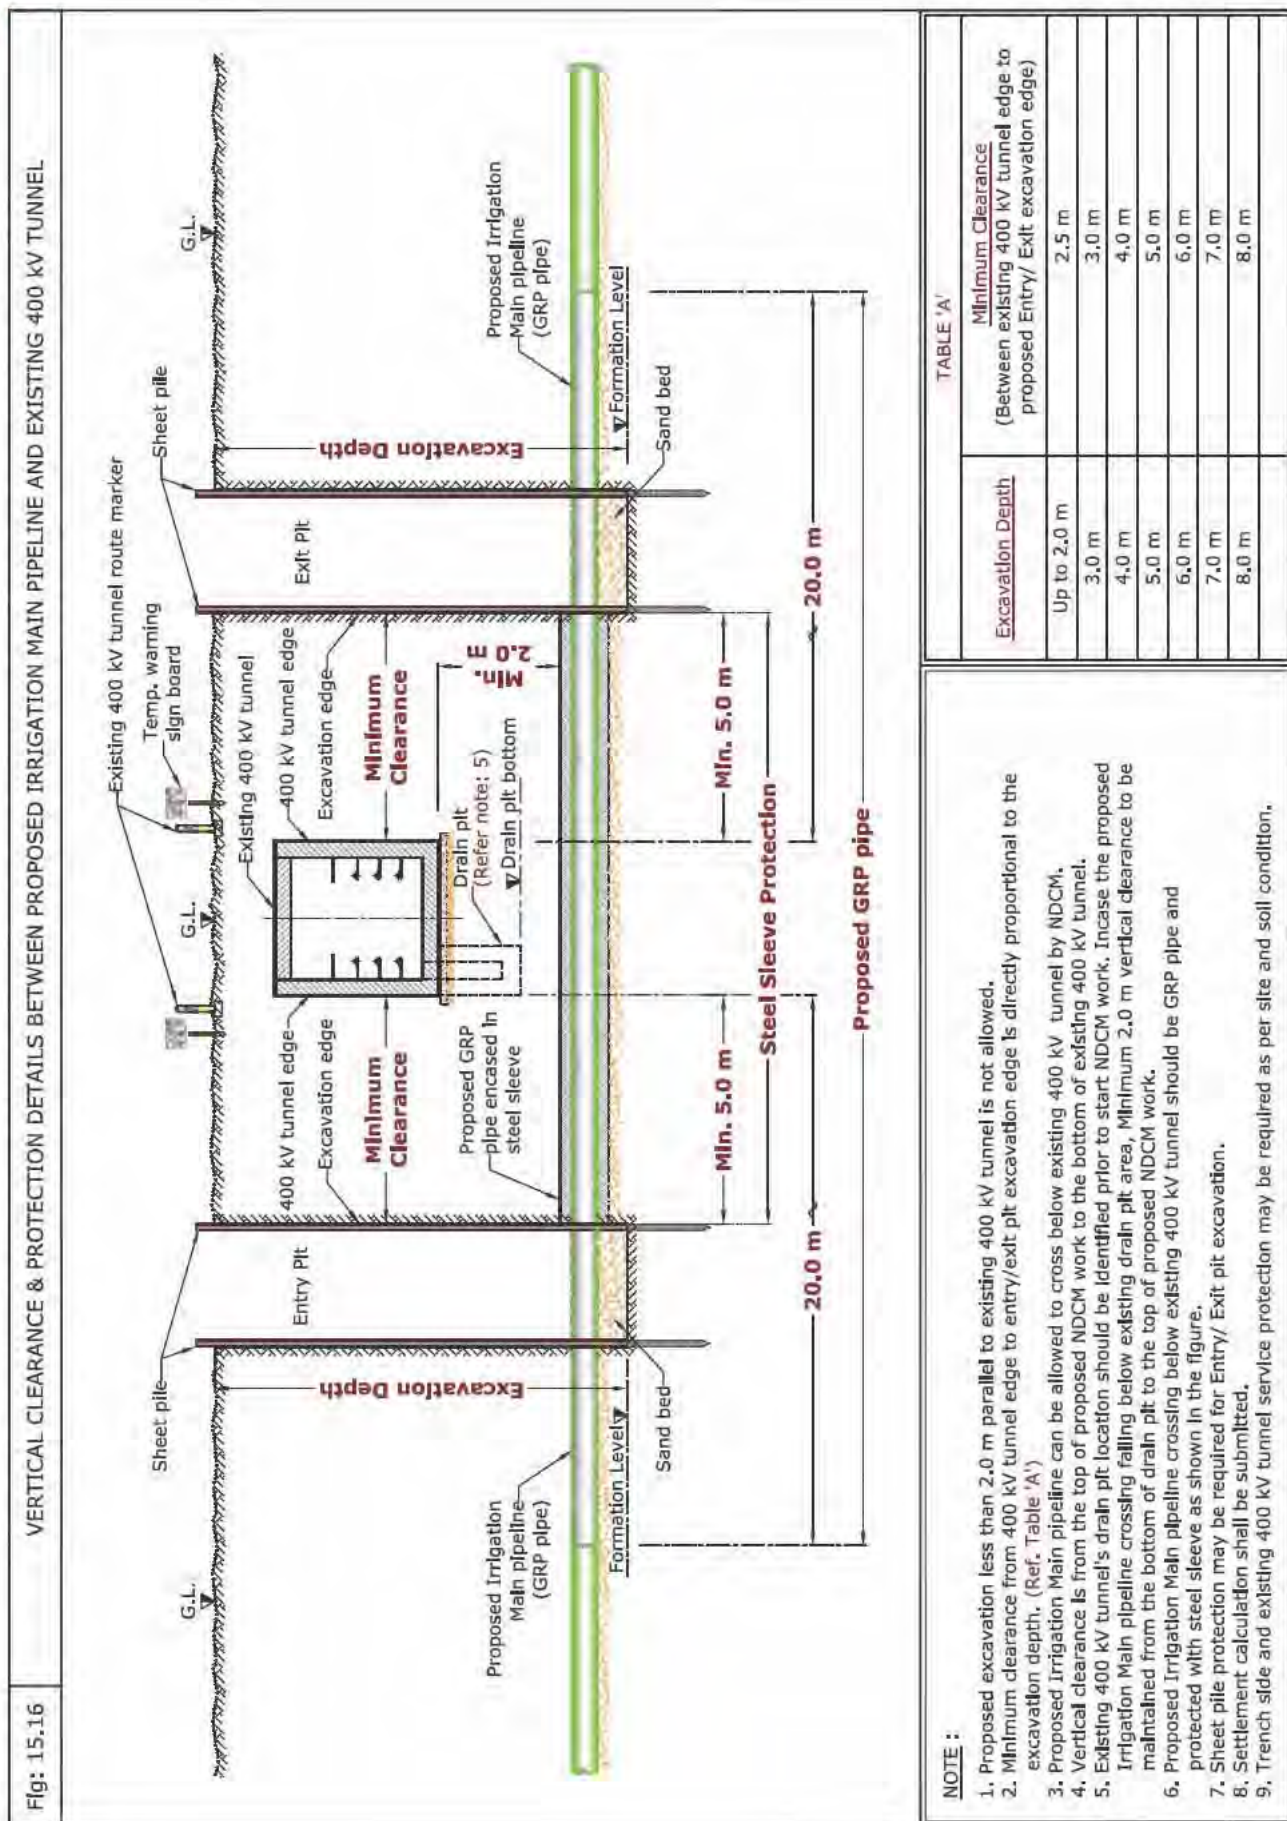 Fig: 15.16
VERTICAL CLEARANCE & PROTECTION DETAILS BETWEEN PROPOSED IRRIGATION MAIN PIPELINE AND EXISTING 400 kV TUNNEL
Existing 400 kV tunnel route marker
Temp. warning
sign board
Sheet pile
Sheet pile
G.L.
G.L.
G.L.
Existing 400 kV tunnel
400 kV tunnel edge
Excavation edge
400 kV tunnel edge
Excavation edge
Entry Pit
Exit Pit
Excavation Depth
Excavation Depth
Minimum
Clearance
Minimum
Clearance
Min.
2.0 m
Drain pit
(Refer note: 5)
Drain pit bottom
Proposed GRP
pipe encased in
steel sleeve
Proposed Irrigation
Main pipeline
(GRP pipe)
Proposed Irrigation
Main pipeline
(GRP pipe)
Formation Level
Formation Level
Sand bed
Sand bed
Min. 5.0 m
Min. 5.0 m
Steel Sleeve Protection
20.0 m
20.0 m
Proposed GRP pipe
NOTE :
1. Proposed excavation less than 2.0 m parallel to existing 400 kV tunnel is not allowed.
2. Minimum clearance from 400 kV tunnel edge to entry/exit pit excavation edge is directly proportional to the
excavation depth. (Ref. Table 'A')
3. Proposed Irrigation Main pipeline can be allowed to cross below existing 400 kV tunnel by NDCM.
4. Vertical clearance is from the top of proposed NDCM work to the bottom of existing 400 kV tunnel.
5. Existing 400 kV tunnel's drain pit location should be identified prior to start NDCM work. Incase the proposed
Irrigation Main pipeline crossing falling below existing drain pit area, Minimum 2.0 m vertical clearance to be
maintained from the bottom of drain pit to the top of proposed NDCM work.
6. Proposed Irrigation Main pipeline crossing below existing 400 kV tunnel should be GRP pipe and
protected with steel sleeve as shown in the figure.
7. Sheet pile protection may be required for Entry/ Exit pit excavation.
8. Settlement calculation shall be submitted.
9. Trench side and existing 400 kV tunnel service protection may be required as per site and soil condition.
TABLE 'A'
Excavation Depth
Minimum Clearance
(Between existing 400 kV tunnel edge to
proposed Entry/ Exit excavation edge)
Up to 2.0 m 2.5 m
3.0 m 3.0 m
4.0 m 4.0 m
5.0 m 5.0 m
6.0 m 6.0 m
7.0 m 7.0 m
8.0 m 8.0 m